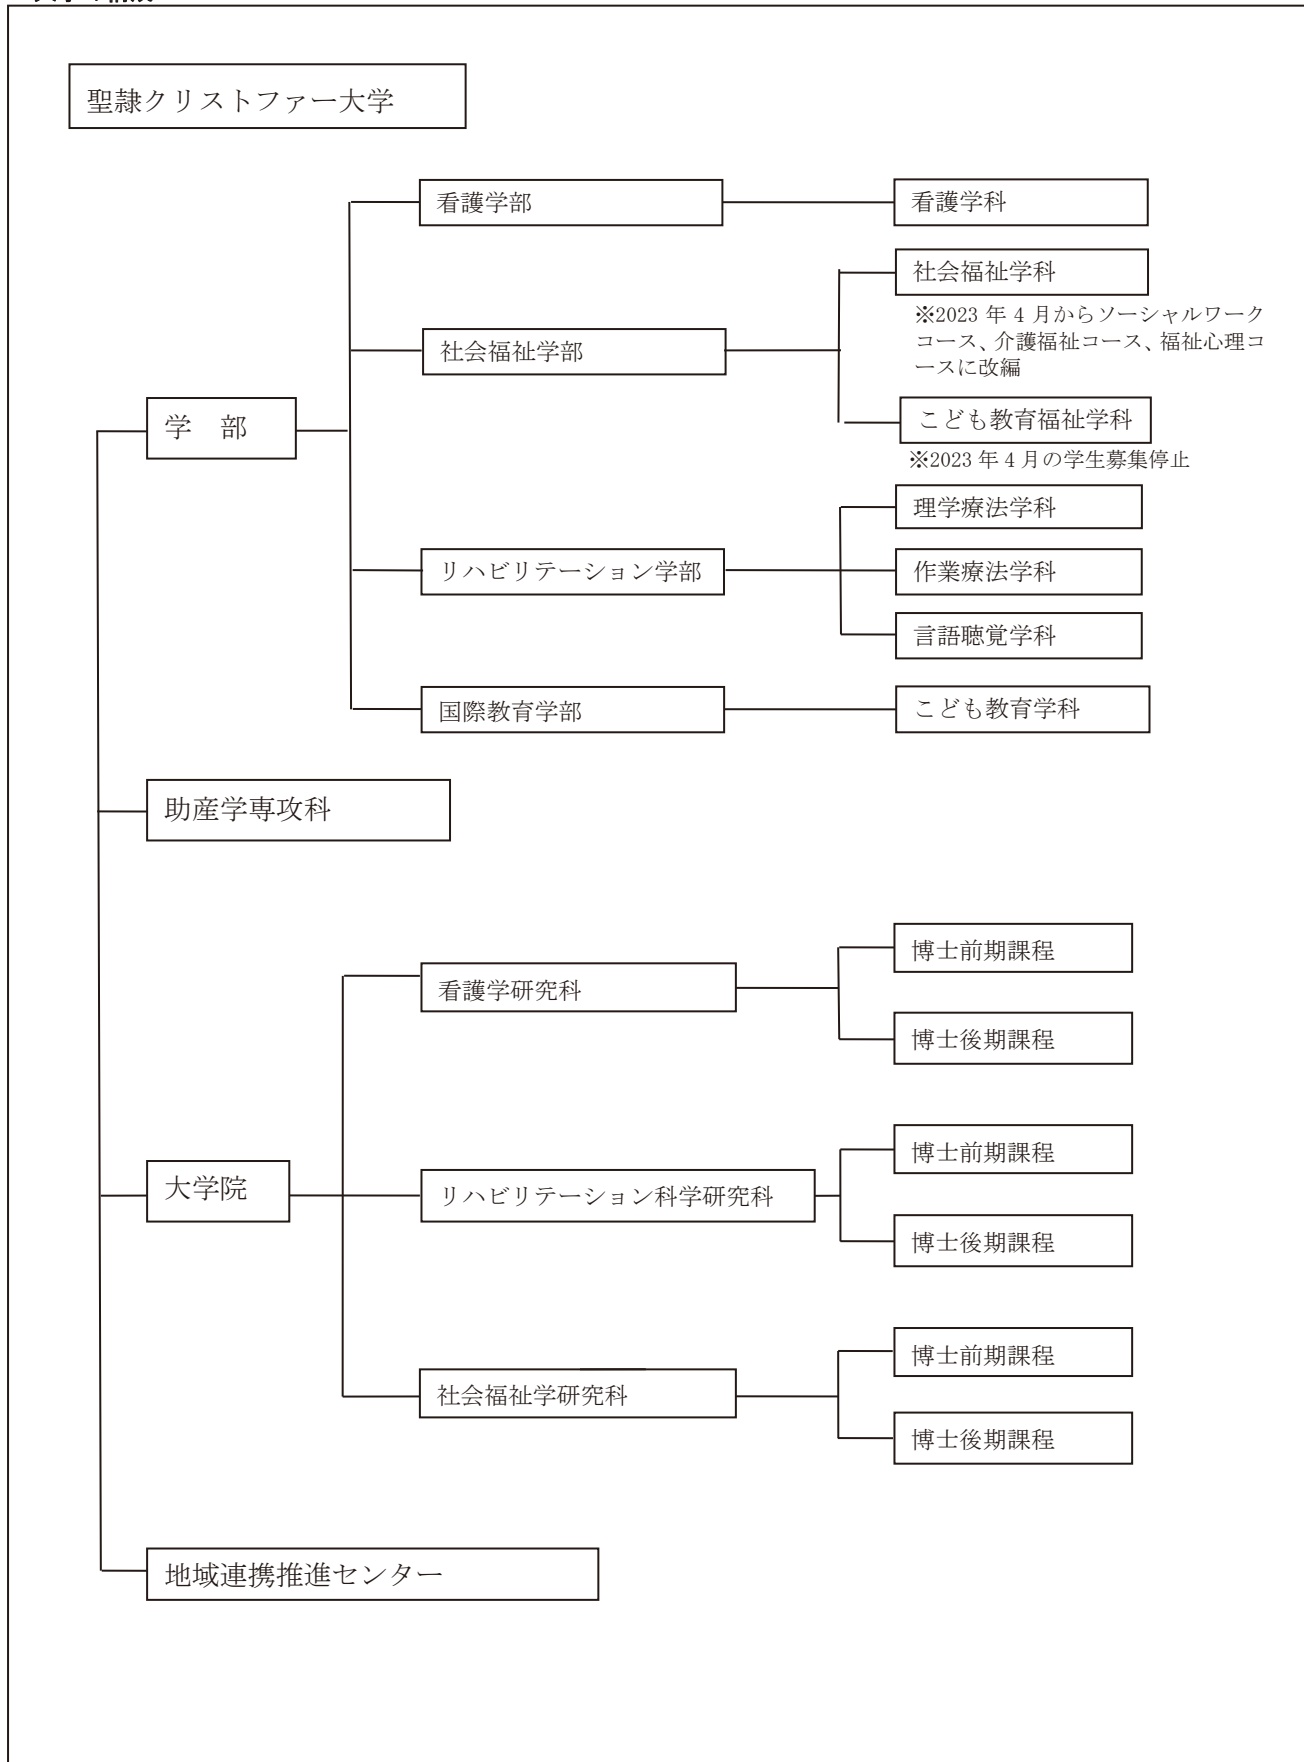 聖隷クリストファー大学
看護学部
看護学科
社会福祉学科
※2023 年 4 月からソーシャルワーク
コース、介護福祉コース、福祉心理コ
ースに改編
社会福祉学部
こども教育福祉学科
※2023 年 4 月の学生募集停止
学　部
理学療法学科
リハビリテーション学部
作業療法学科
言語聴覚学科
国際教育学部
こども教育学科
助産学専攻科
博士前期課程
看護学研究科
博士後期課程
博士前期課程
大学院
リハビリテーション科学研究科
博士後期課程
博士前期課程
社会福祉学研究科
博士後期課程
地域連携推進センター